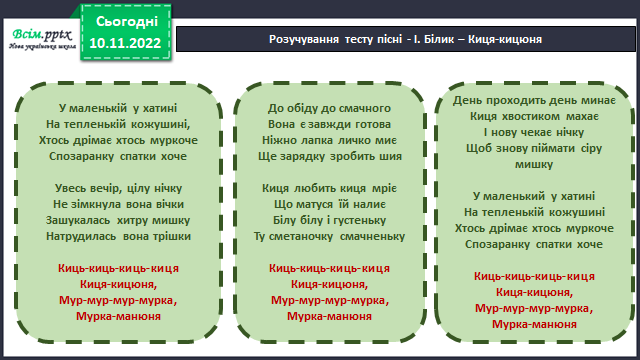 Всім.pptx
Нова українська школа
Сьогодні
10.11.2022
Розучування тесту пісні - І. Білик – Киця-кицюня
У маленькій у хатині
На тепленькій кожушині,
Хтось дрімає хтось муркоче
Спозаранку спатки хоче
Увесь вечір, цілу нічку
Не зімкнула вона вічки
Зашукалась хитру мишку
Натрудилась вона трішки
Киць-киць-киць-киця
Киця-кицюня,
Мур-мур-мур-мурка,
Мурка-манюня
До обіду до смачного
Вона є завжди готова
Ніжно лапка личко миє
Ще зарядку зробить шия
Киця любить киця мріє
Що матуся їй налиє
Білу білу і густеньку
Ту сметаночку смачненьку
Киць-киць-киць-киця
Киця-кицюня,
Мур-мур-мур-мурка,
Мурка-манюня
День проходить день минає
Киця хвостиком махає
І нову чекає нічку
Щоб знову піймати сіру
мишку
У маленький у хатині
На тепленькій кожушині
Хтось дрімає хтось муркоче
Спозаранку спатки хоче
Киць-киць-киць-киця
Киця-кицюня,
Мур-мур-мур-мурка,
Мурка-манюня